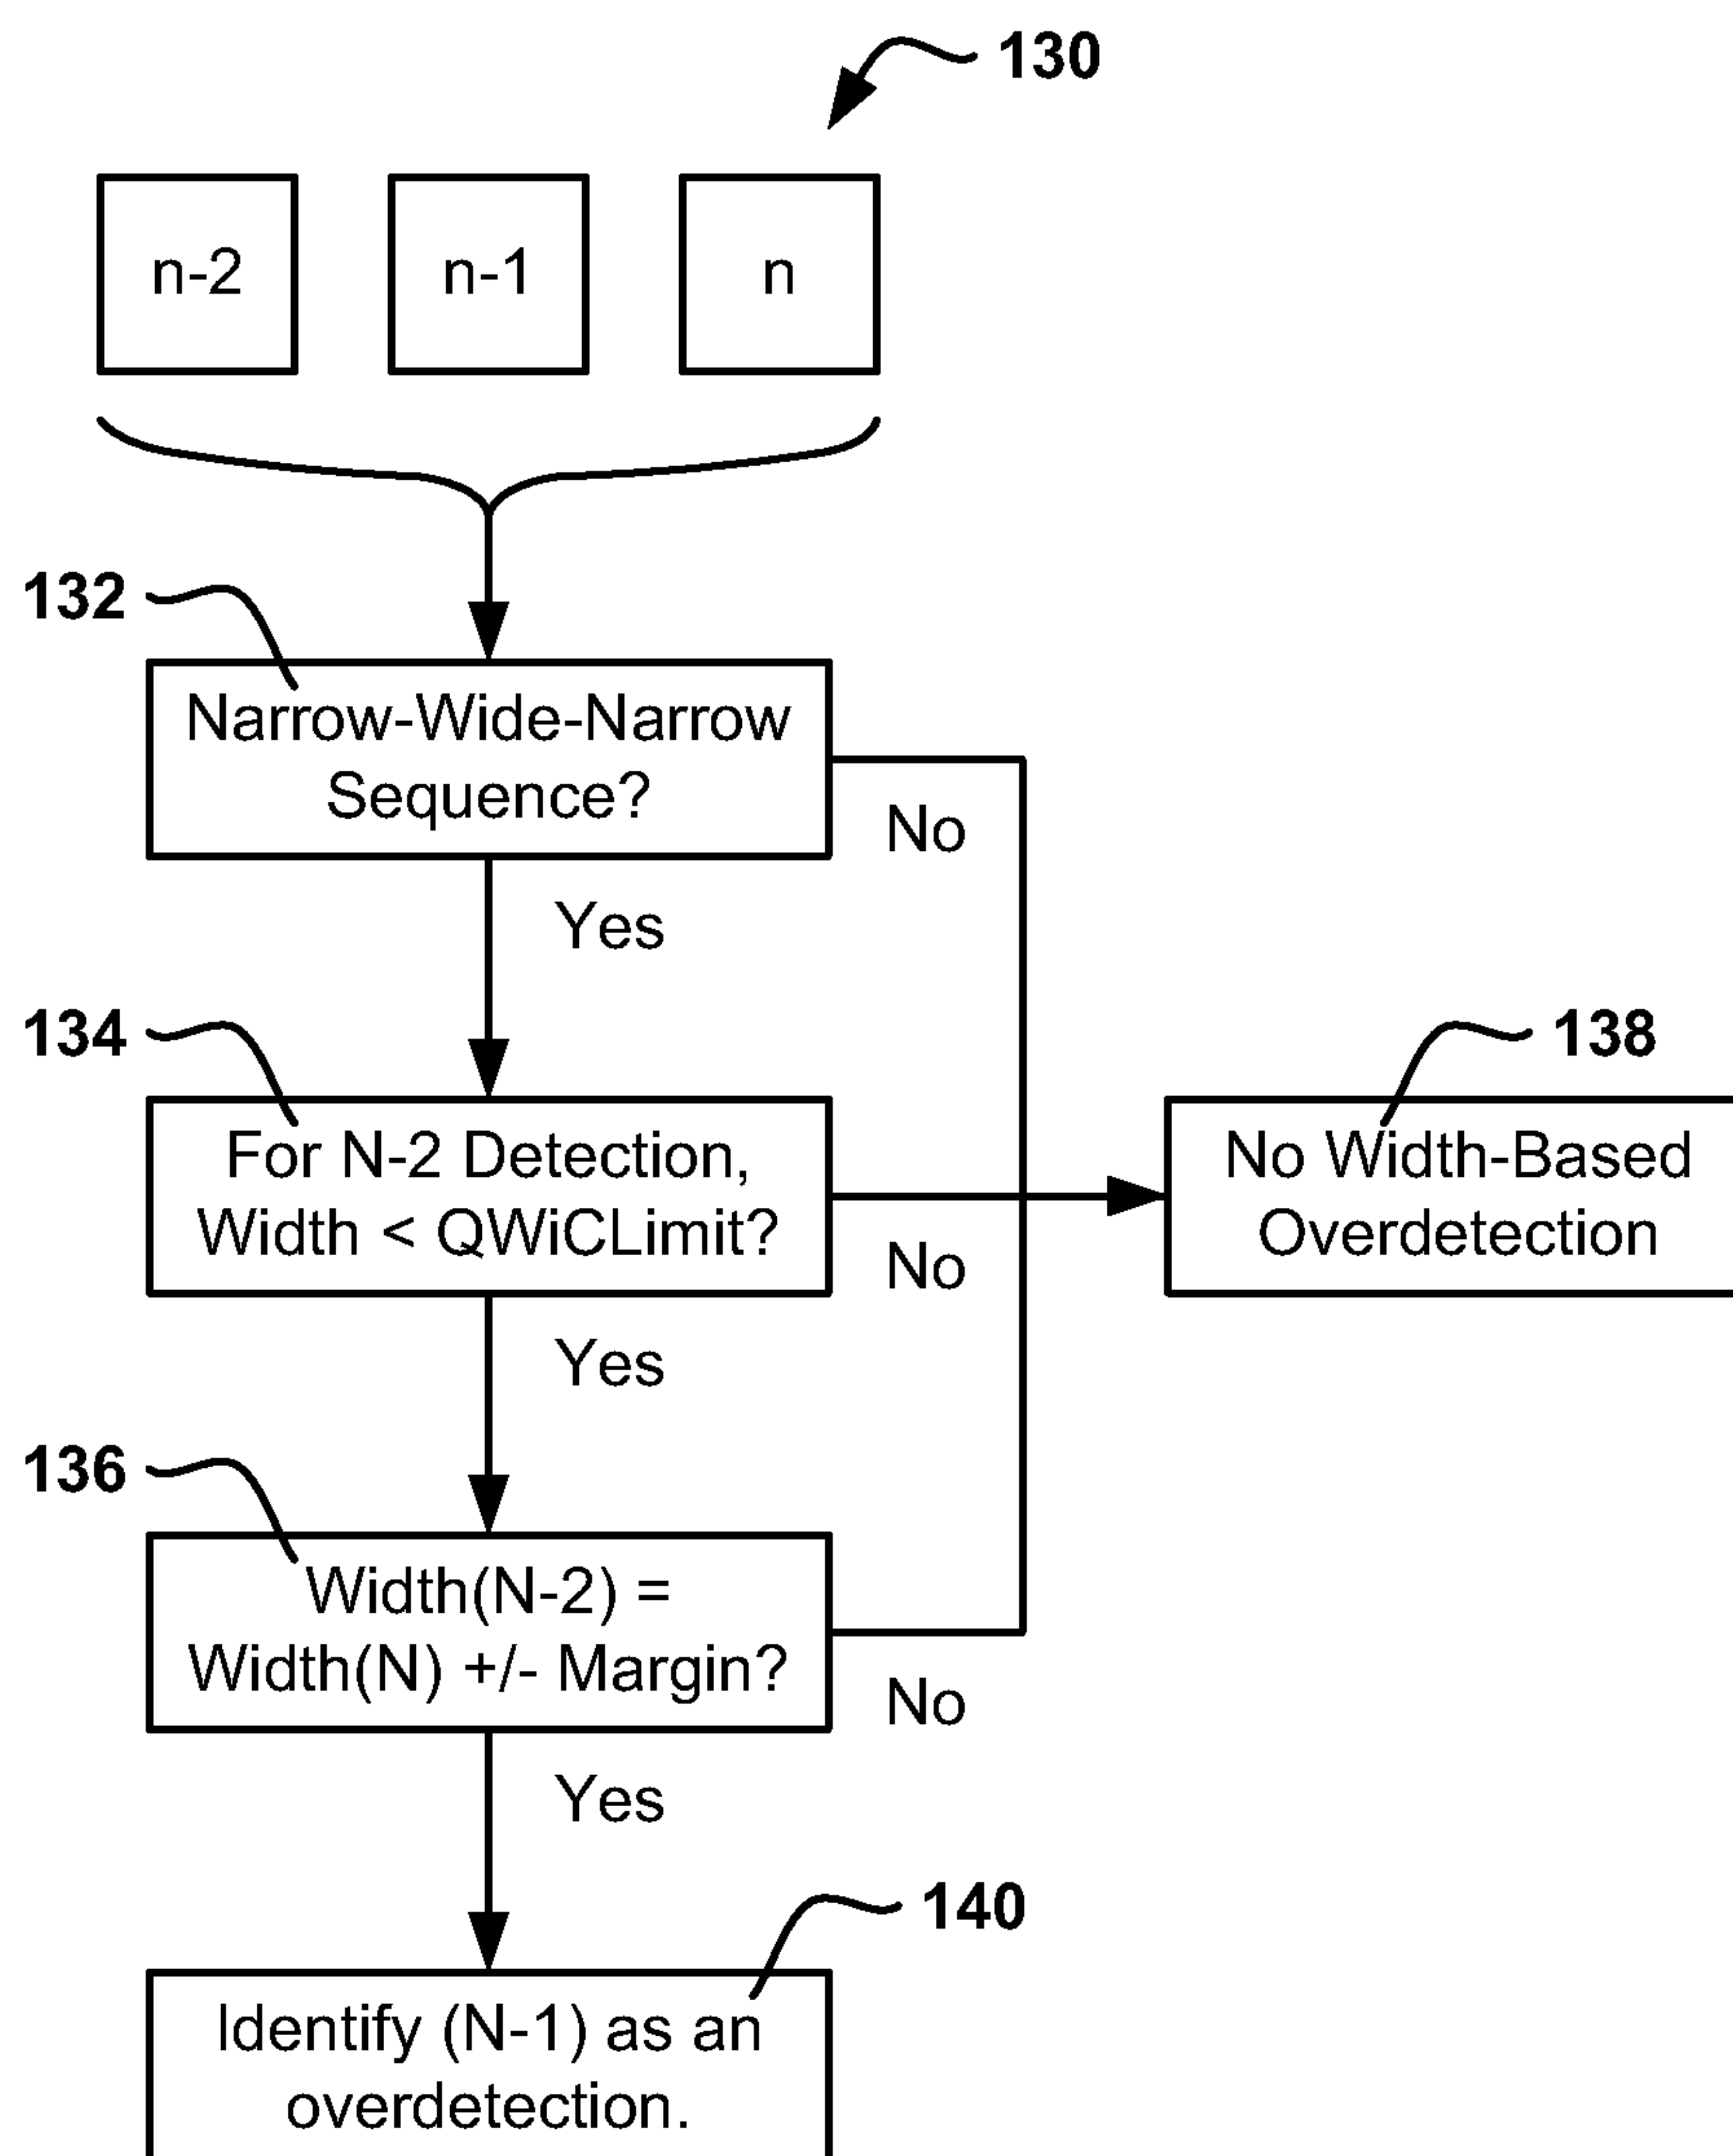 130
n-2
n-1
n
132
Narrow-Wide-Narrow
Sequence?
No
Yes
134
For N-2 Detection,
Width < QWiCLimit?
No
138
No Width-Based
Overdetection
Yes
136
Width(N-2) =
Width(N) +/- Margin?
No
Yes
140
Identify (N-1) as an
overdetection.